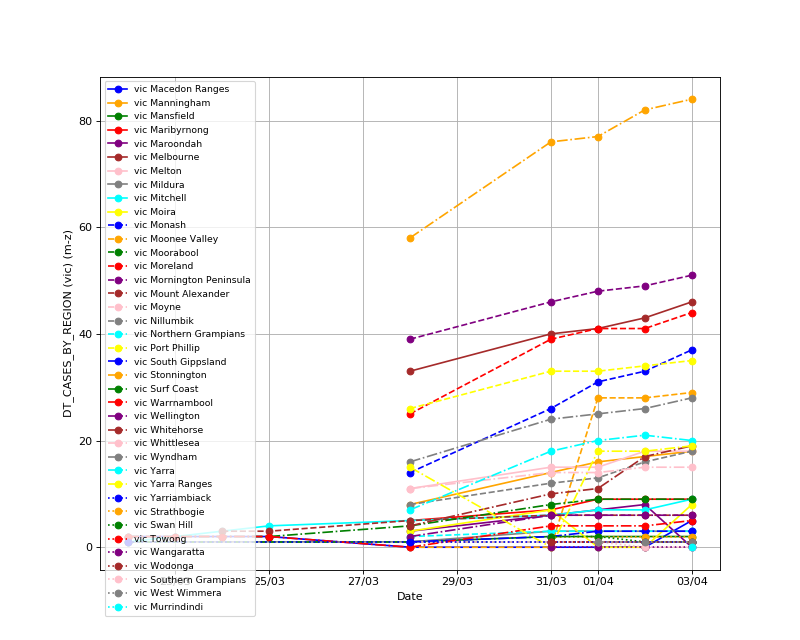 80
60
40
20
0
DT_CASES_BY_REGION (vic) (m-z)
vic Macedon Ranges
vic Manningham
vic Mansfield
vic Maribyrnong
vic Maroondah
vic Melbourne
vic Melton
vic Mildura
vic Mitchell
vic Moira
vic Monash
vic Moonee Valley
vic Moorabool
vic Moreland
vic Mornington Peninsula
vic Mount Alexander
vic Moyne
vic Nillumbik
vic Northern Grampians
vic Port Phillip
vic South Gippsland
vic Stonnington
vic Surf Coast
vic Warrnambool
vic Wellington
vic Whitehorse
vic Whittlesea
vic Wyndham
vic Yarra
vic Yarra Ranges
vic Yarriambiack
vic Strathbogie
vic Swan Hill
vic Towong
vic Wangaratta
vic Wodonga
vic Southern Grampians
vic West Wimmera
vic Murrindindi
25/03 27/03 29/03 31/03 01/04 03/04
Date